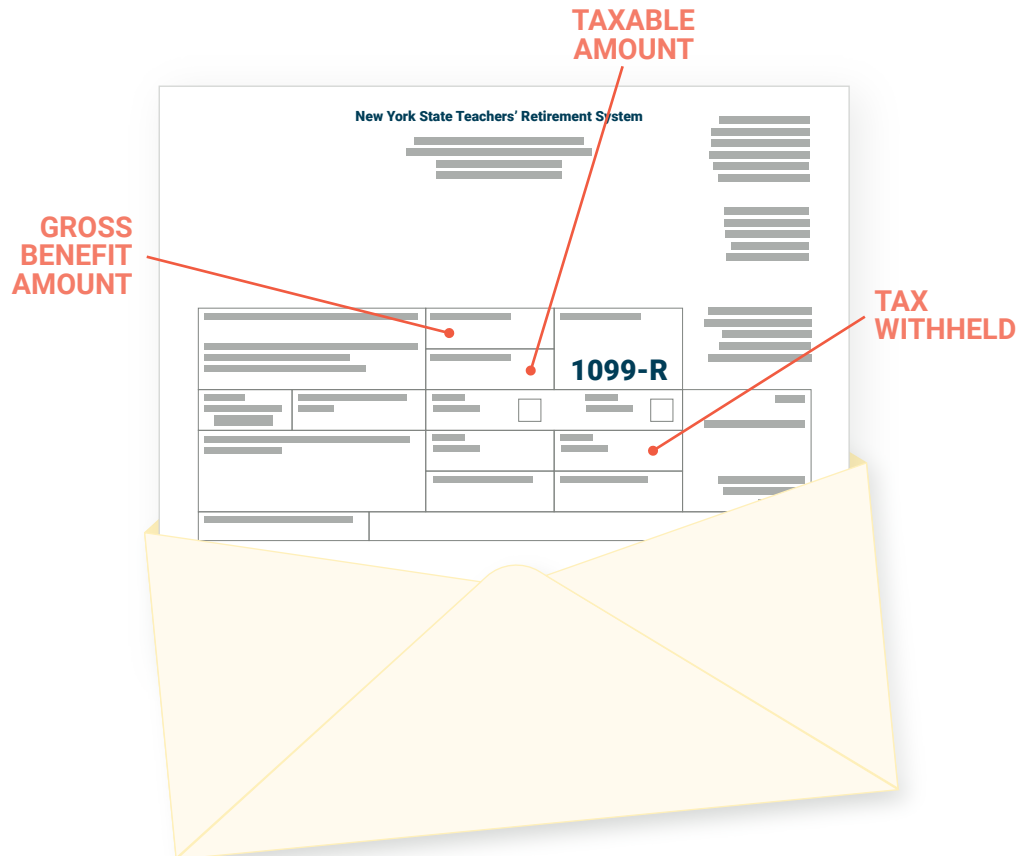 TAXABLE
AMOUNT
New York State Teachers’ Retirement System
GROSS
BENEFIT
AMOUNT
TAX
WITHHELD
1099-R